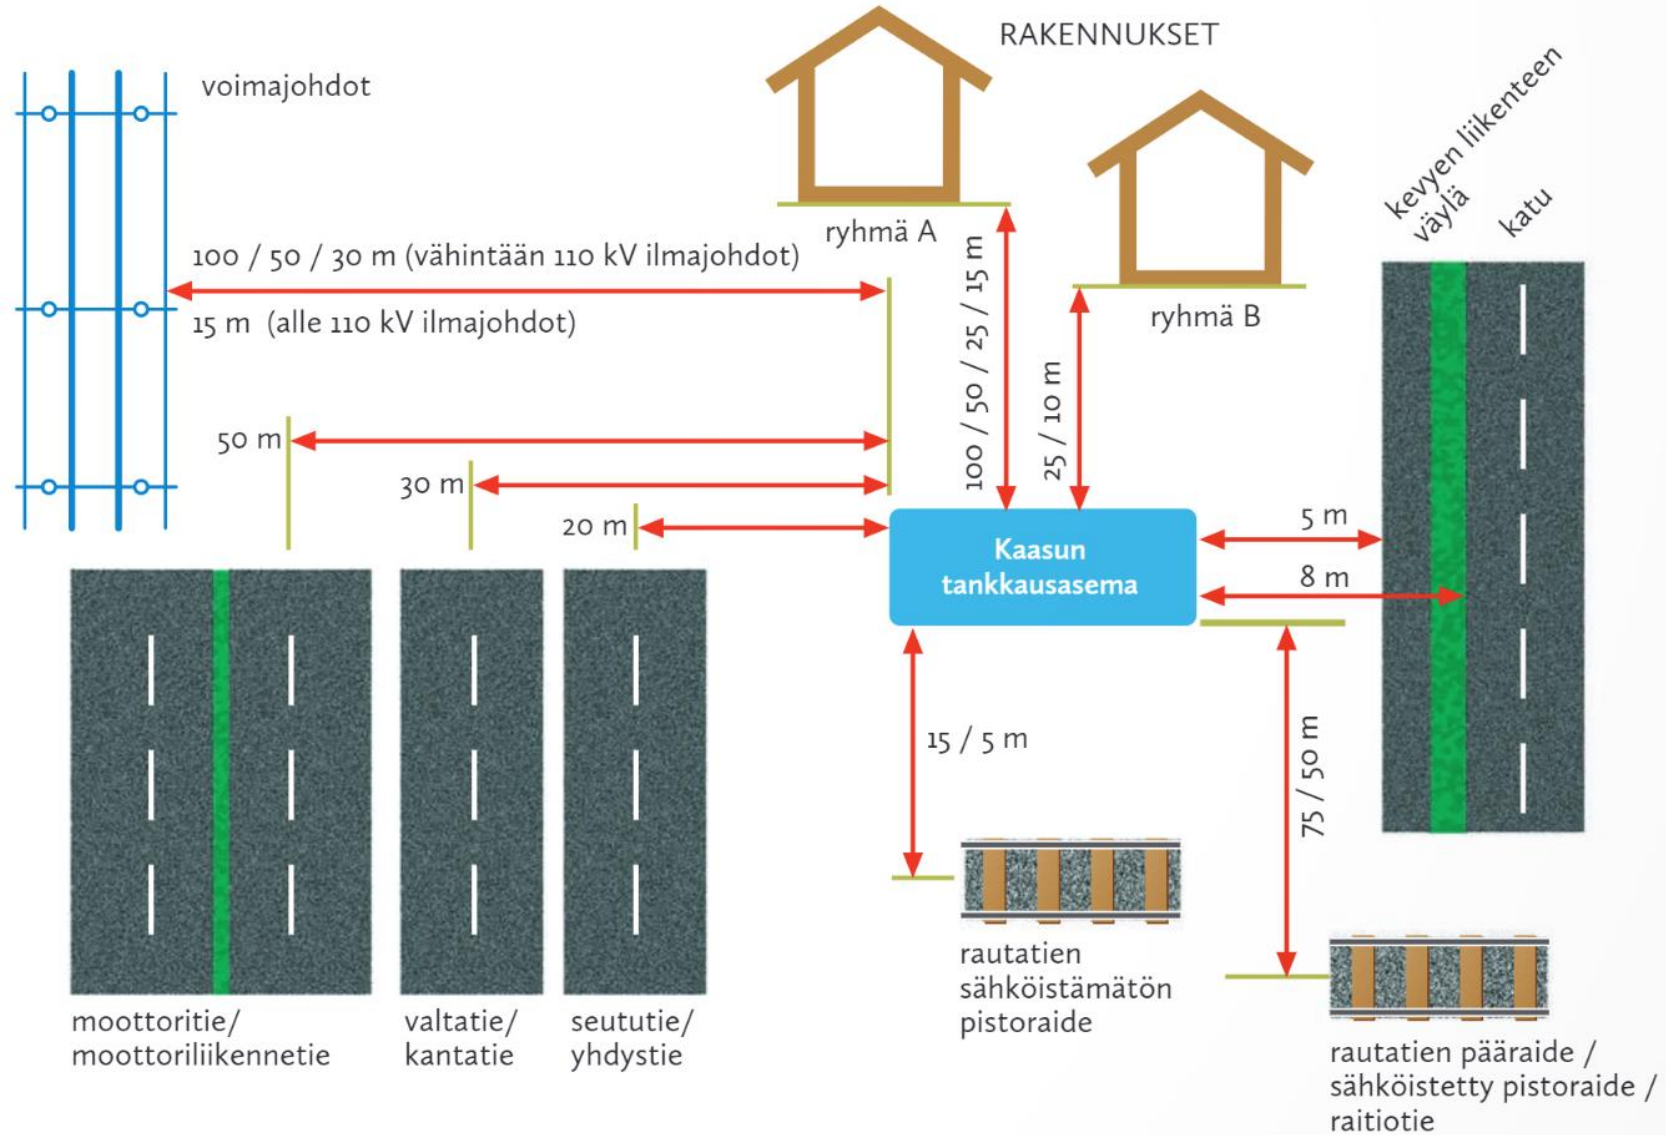 RAKENNUKSET
voimajohdot
kevyen liikenteen
väylä
katu
ryhmä A
100 / 50 / 30 m (vähintään 110 kV ilmajohdot)
15 m (alle 110 kV ilmajohdot)
100 / 50 / 25 / 15 m
ryhmä B
25 / 10 m
50 m
30 m
20 m
Kaasun
tankkausasema
5 m
8 m
15 / 5 m
75 / 50 m
rautatien
sähköistämätön
pistoraide
moottoritie/
moottoriliikennetie
valtatie/
kantatie
seututie/
yhdystie
rautatien pääraide /
sähköistetty pistoraide /
raitiotie